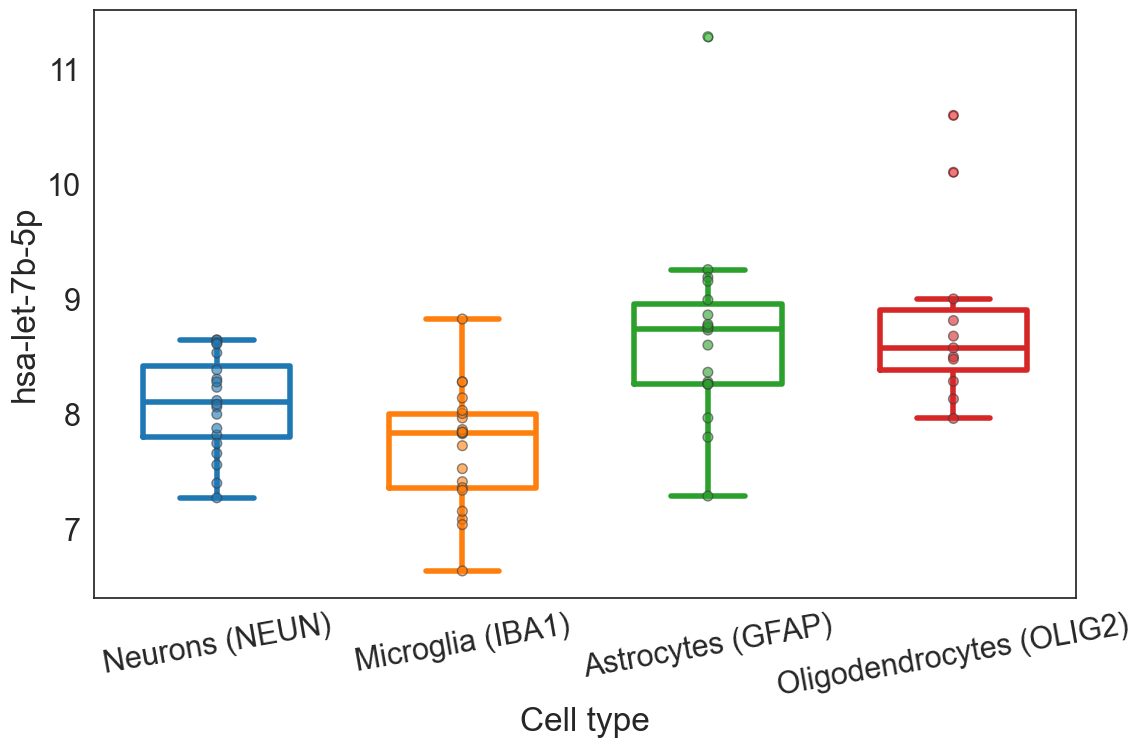 hsa-let-7b-5p
11
10
9
8
7
Neurons (NEUN)
Microglia (IBA1)
Astrocytes (GFAP)
Oligodendrocytes (OLIG2)
Cell type